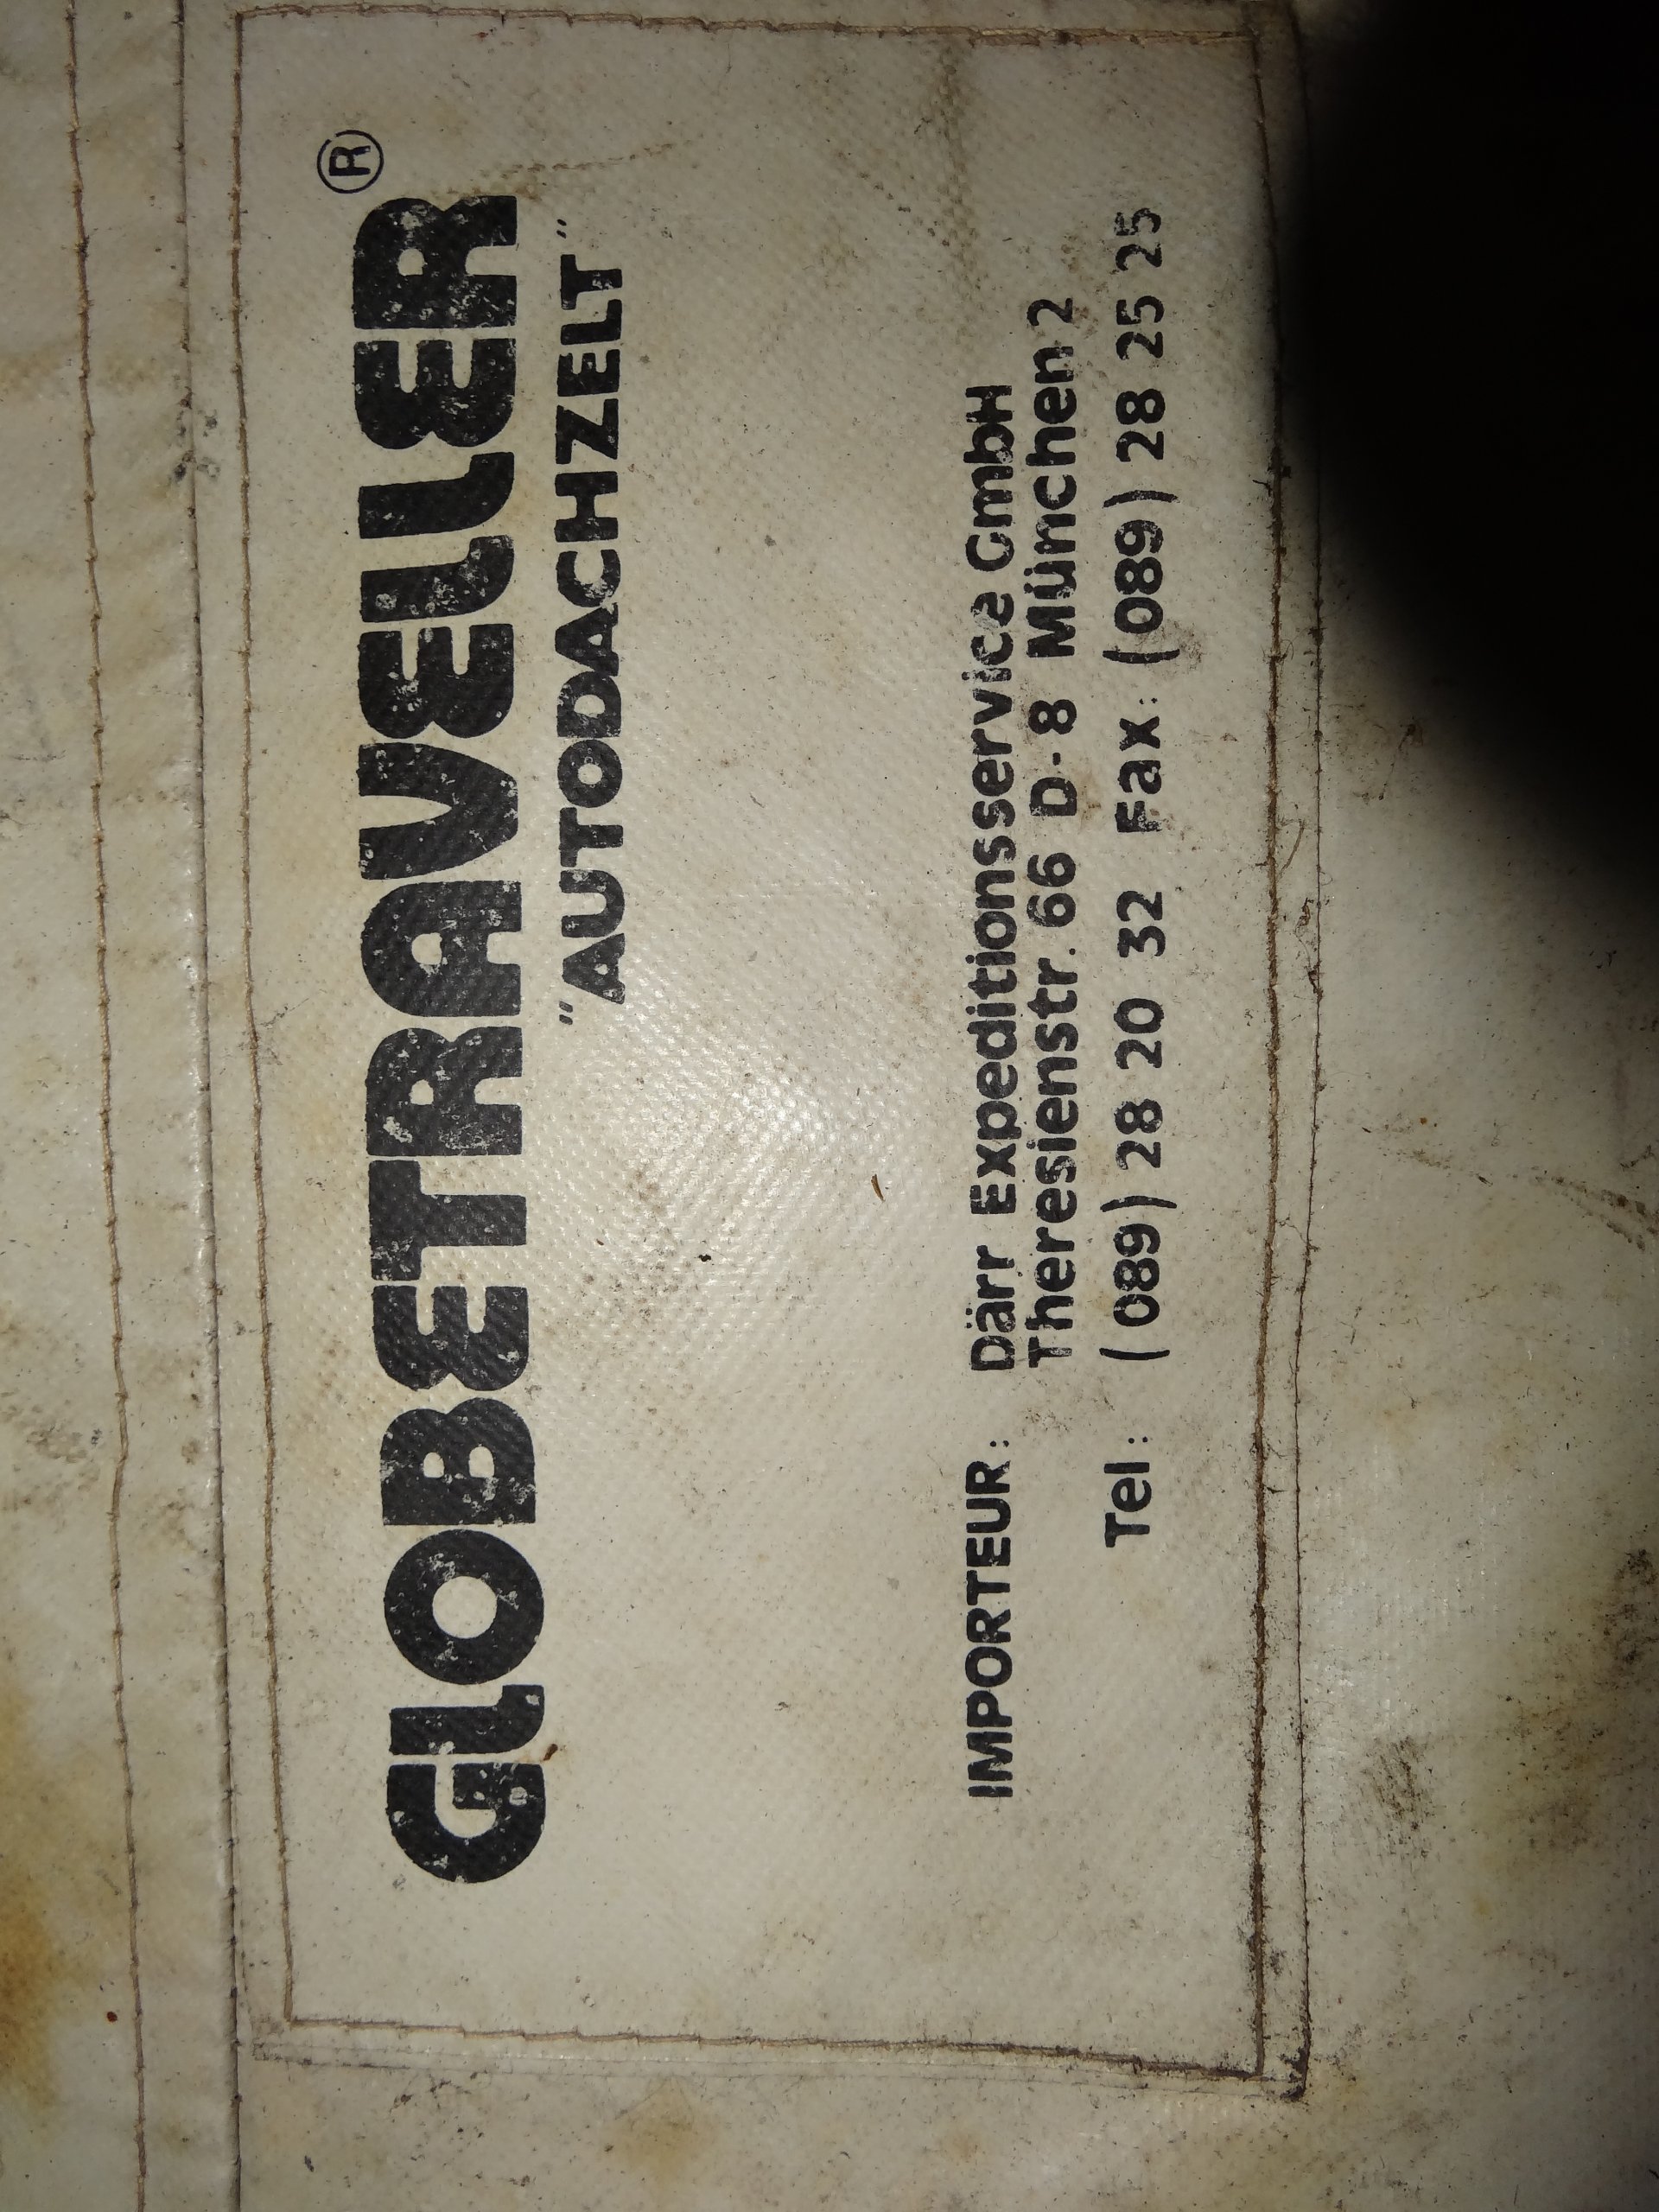 GLOBETRAVELLER®
"AUTODACHZELT"
IMPORTEUR: Därr Expeditionsservice GmbH
Theresienstr. 66 D-8 München 2
Tel: (089) 28 20 32 Fax: (089) 28 25 25